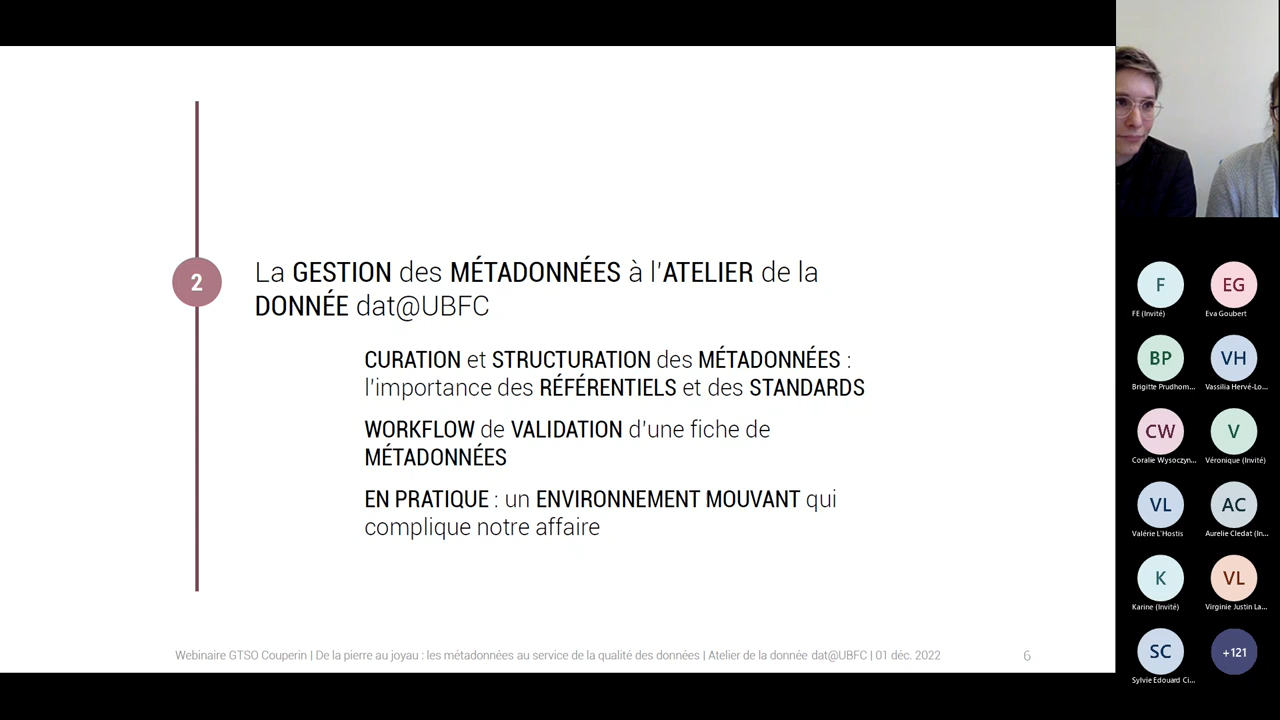 2
La GESTION des MÉTADONNÉES à l'ATELIER de la
DONNÉE dat@UBFC
CURATION et STRUCTURATION des MÉTADONNÉES :
l'importance des RÉFÉRENTIELS et des STANDARDS
WORKFLOW de VALIDATION d'une fiche de
MÉTADONNÉES
EN PRATIQUE : un ENVIRONNEMENT MOUVANT qui
complique notre affaire
Webinaire GTSO Couperin | De la pierre au joyau : les métadonnées au service de la qualité des données | Atelier de la donnée dat@UBFC | 01 déc. 2022
6
F
EG
FE (Invité)
Eva Goubert
BP
VH
Brigitte Prudhom...
Vassilia Hervé-Lo...
CW
V
Coralie Wysoczyn...
Véronique (Invité)
VL
AC
Valérie L'Hostis
Aurelie Cledat (In...
K
VL
Karine (Invité)
Virginie Justin La...
SC
+121
Sylvie Edouard Ci...